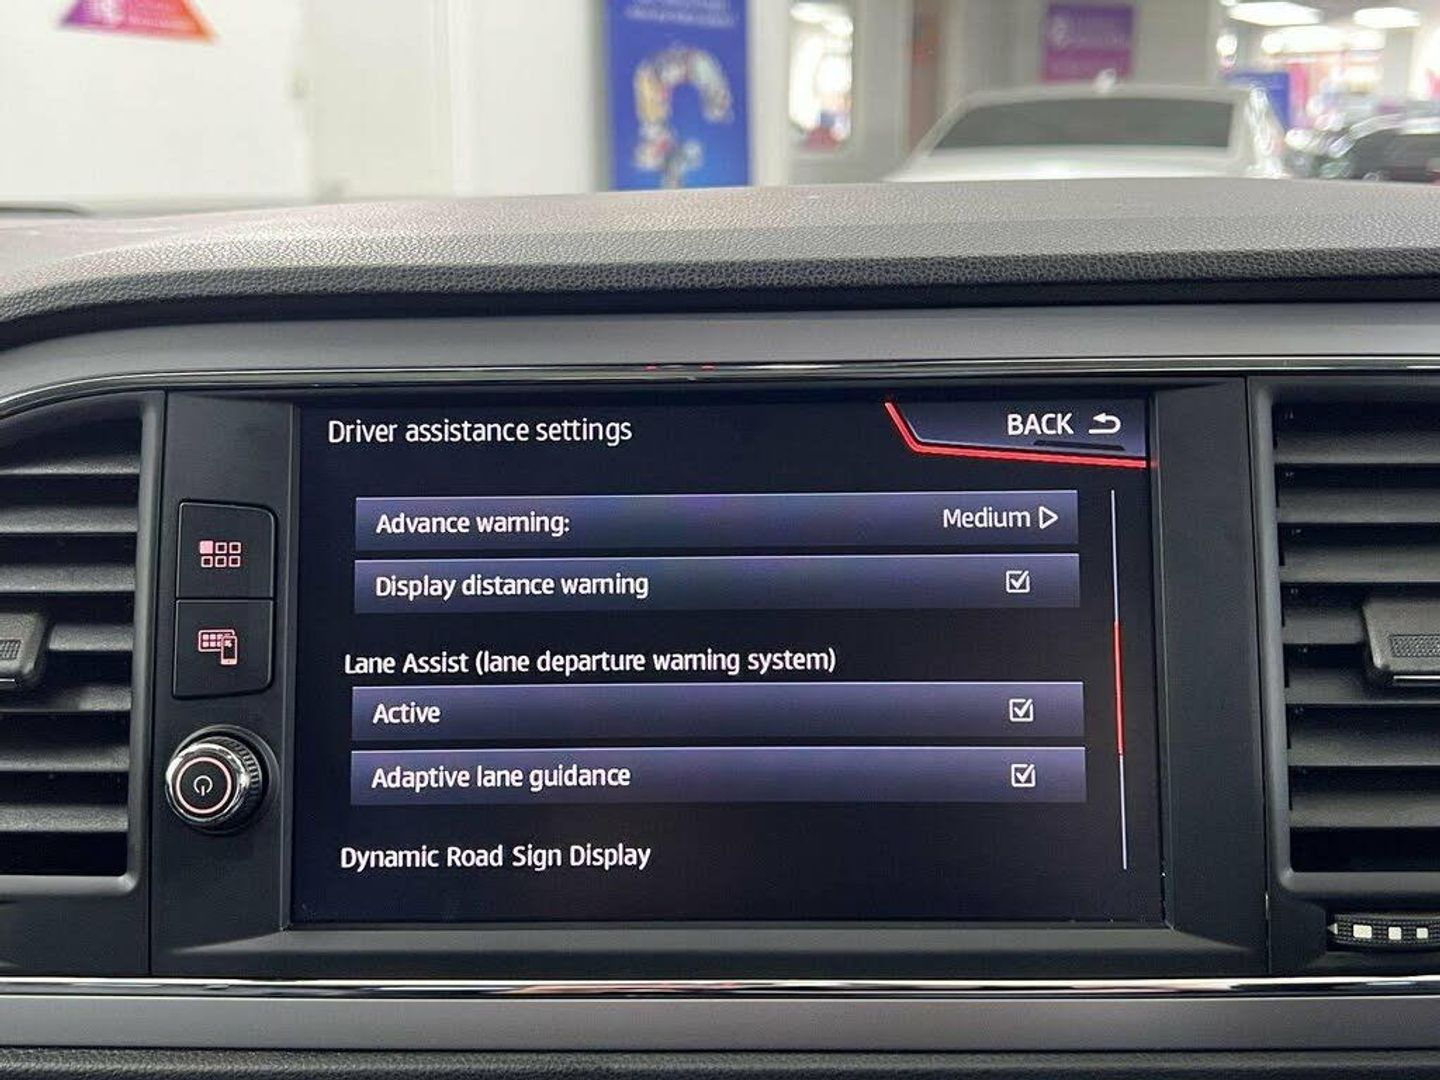 Driver assistance settings
BACK
Advance warning:
Medium
Display distance warning
Lane Assist (lane departure warning system)
Active
Adaptive lane guidance
Dynamic Road Sign Display